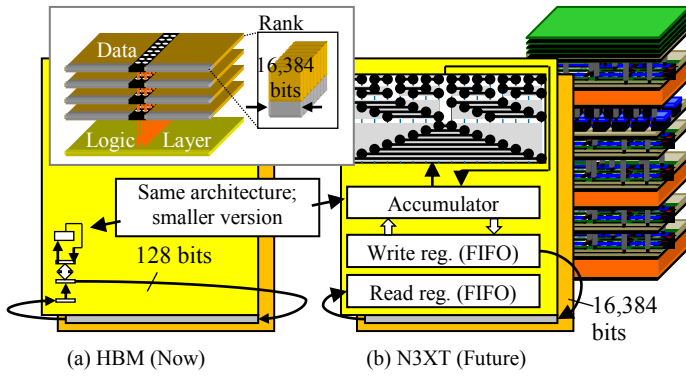 Rank
Data
16,384
bits
Logic
Layer
Same architecture;
smaller version
128 bits
Accumulator
Write reg. (FIFO)
Read reg. (FIFO)
16,384
bits
(a) HBM (Now)
(b) N3XT (Future)